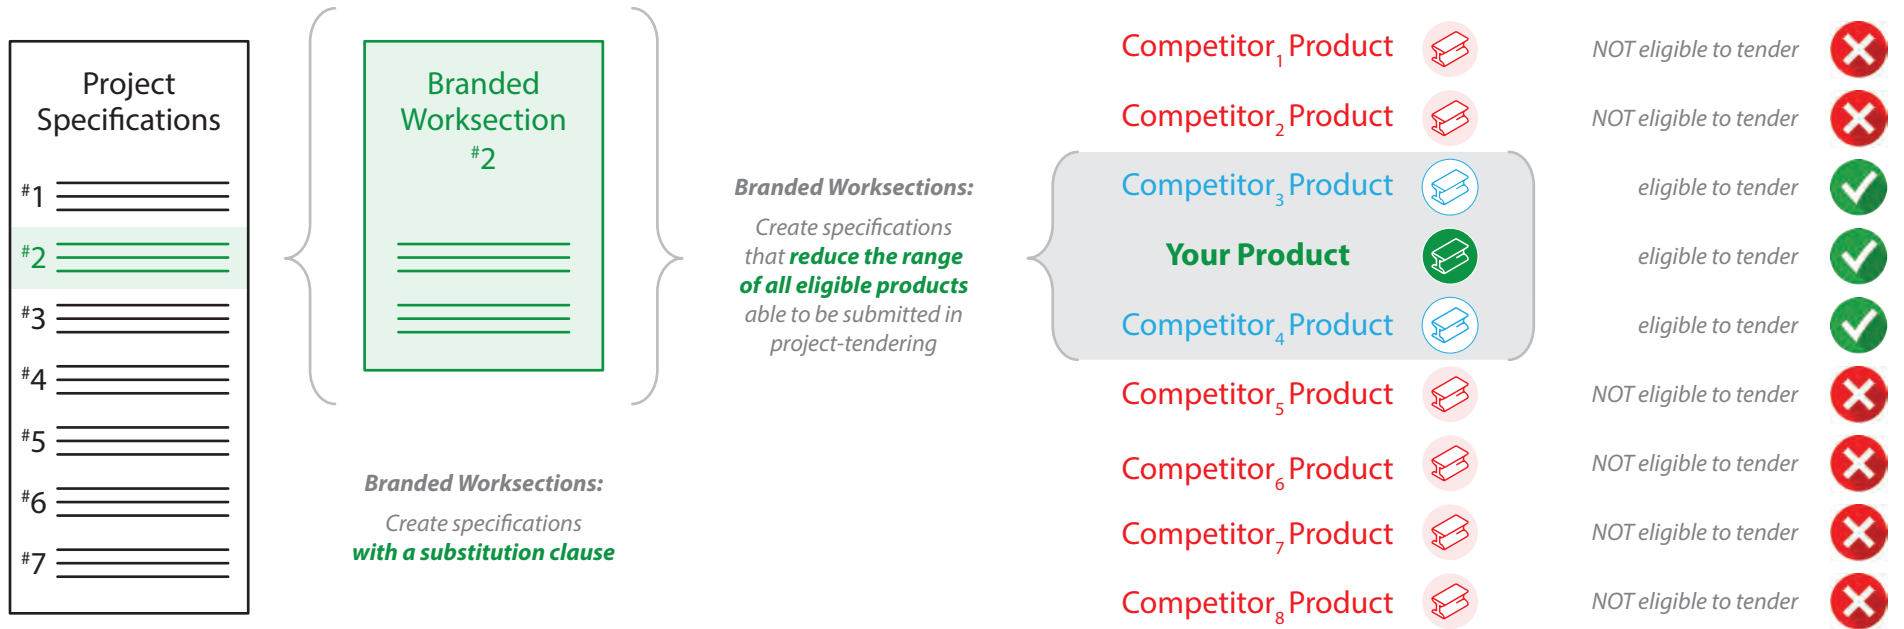 Project
Specifications
#1
#2
#3
#4
#5
#6
#7
Branded
Worksection
#2
Branded Worksections:
Create specifications
with a substitution clause
Branded Worksections:
Create specifications
that reduce the range
of all eligible products
able to be submitted in
project-tendering
Competitor1 Product NOT eligible to tender
Competitor2 Product NOT eligible to tender
Competitor3 Product eligible to tender
Your Product eligible to tender
Competitor4 Product eligible to tender
Competitor5 Product NOT eligible to tender
Competitor6 Product NOT eligible to tender
Competitor7 Product NOT eligible to tender
Competitor8 Product NOT eligible to tender